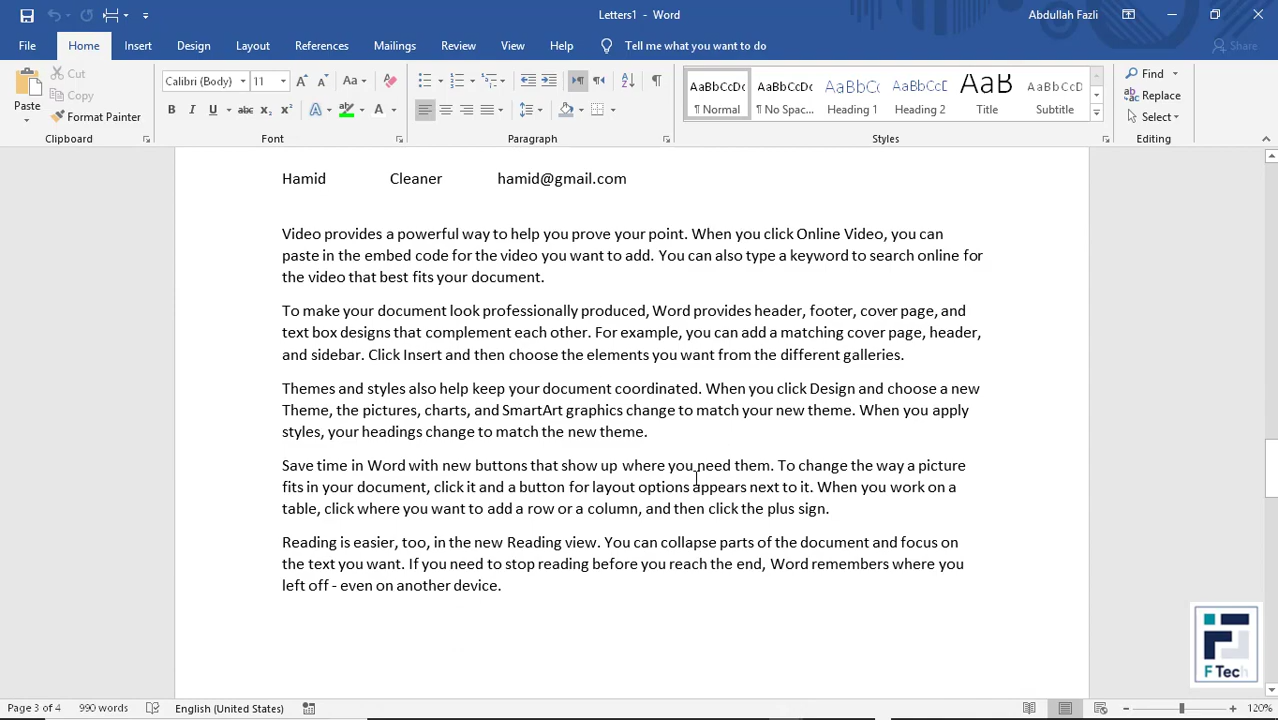 Letters1 - Word
Abdullah Fazli
File Home Insert Design Layout References Mailings Review View Help Tell me what you want to do Share
Paste
Cut
Copy
Format Painter
Calibri (Body) 11
Aa
B I U abc x₂ x²
A A
¶
AaBbCcDc AaBbCcDc AaBbCc AaBbCcD AaB AaBbCcD
¶ Normal ¶ No Spac... Heading 1 Heading 2 Title Subtitle
Find
Replace
Select
Clipboard Font Paragraph Styles Editing
Hamid Cleaner hamid@gmail.com
Video provides a powerful way to help you prove your point. When you click Online Video, you can
paste in the embed code for the video you want to add. You can also type a keyword to search online for
the video that best fits your document.
To make your document look professionally produced, Word provides header, footer, cover page, and
text box designs that complement each other. For example, you can add a matching cover page, header,
and sidebar. Click Insert and then choose the elements you want from the different galleries.
Themes and styles also help keep your document coordinated. When you click Design and choose a new
Theme, the pictures, charts, and SmartArt graphics change to match your new theme. When you apply
styles, your headings change to match the new theme.
Save time in Word with new buttons that show up where you need them. To change the way a picture
fits in your document, click it and a button for layout options appears next to it. When you work on a
table, click where you want to add a row or a column, and then click the plus sign.
Reading is easier, too, in the new Reading view. You can collapse parts of the document and focus on
the text you want. If you need to stop reading before you reach the end, Word remembers where you
left off - even on another device.
F Tech
Page 3 of 4 990 words English (United States) 120%